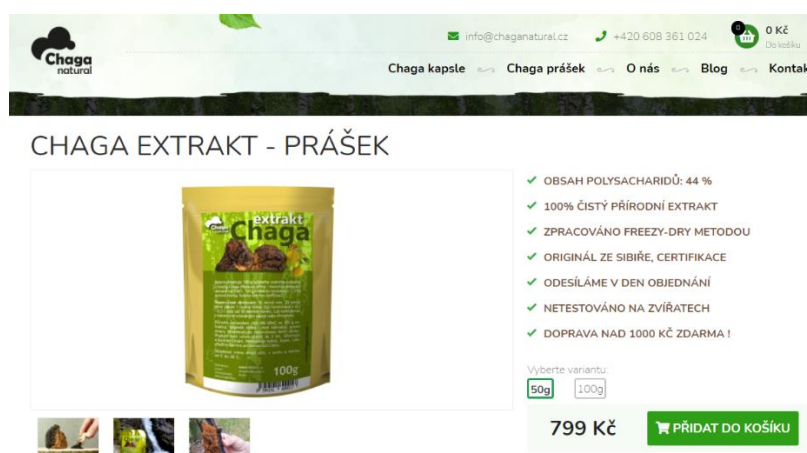 Chaga
natural
info@chaganatural.cz
+420 608 361 024
0
0 Kč
Do košíku
Chaga kapsle
Chaga prášek
O nás
Blog
Kontak
CHAGA EXTRAKT - PRÁŠEK
extrakt
Chaga
100g
OBSAH POLYSACHARIDŮ: 44 %
100% ČISTÝ PŘÍRODNÍ EXTRAKT
ZPRACOVÁNO FREEZY-DRY METODOU
ORIGINÁL ZE SIBIŘE, CERTIFIKACE
ODESÍLÁME V DEN OBJEDNÁNÍ
NETESTOVÁNO NA ZVÍŘATECH
DOPRAVA NAD 1000 KČ ZDARMA !
Vyberte variantu:
50g
100g
799 Kč
PŘIDAT DO KOŠÍKU